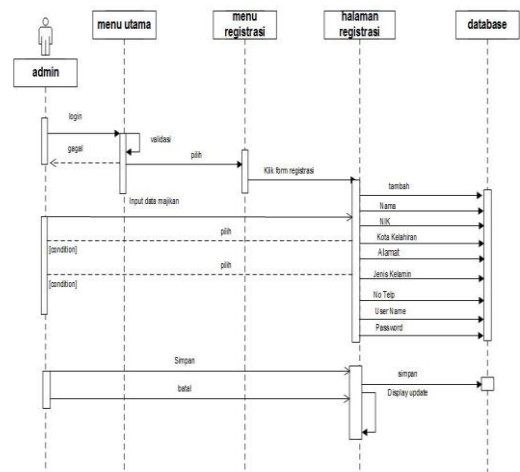 menu utama
menu
registrasi
halaman
registrasi
database
admin
login
validasi
gagal
pilih
Klik form registrasi
tambah
Input data majikan
Nama
NIK
pilih
Kota Kelahiran
[condition]
Alamat
pilih
Jenis Kelamin
[condition]
No Telp
User Name
Password
Simpan
simpan
batal
Display update